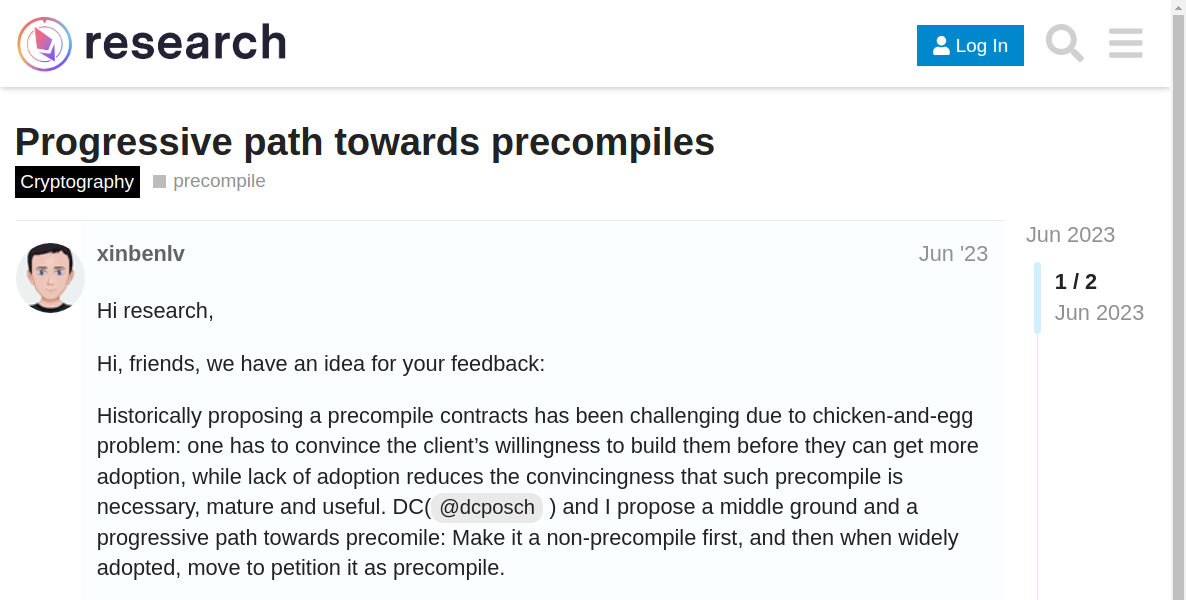 research
Log In
Progressive path towards precompiles
Cryptography
precompile
xinbenlv
Jun '23
Jun 2023
1 / 2
Jun 2023
Hi research,
Hi, friends, we have an idea for your feedback:
Historically proposing a precompile contracts has been challenging due to chicken-and-egg
problem: one has to convince the client’s willingness to build them before they can get more
adoption, while lack of adoption reduces the convincingness that such precompile is
necessary, mature and useful. DC( @dcposch ) and I propose a middle ground and a
progressive path towards precomile: Make it a non-precompile first, and then when widely
adopted, move to petition it as precompile.